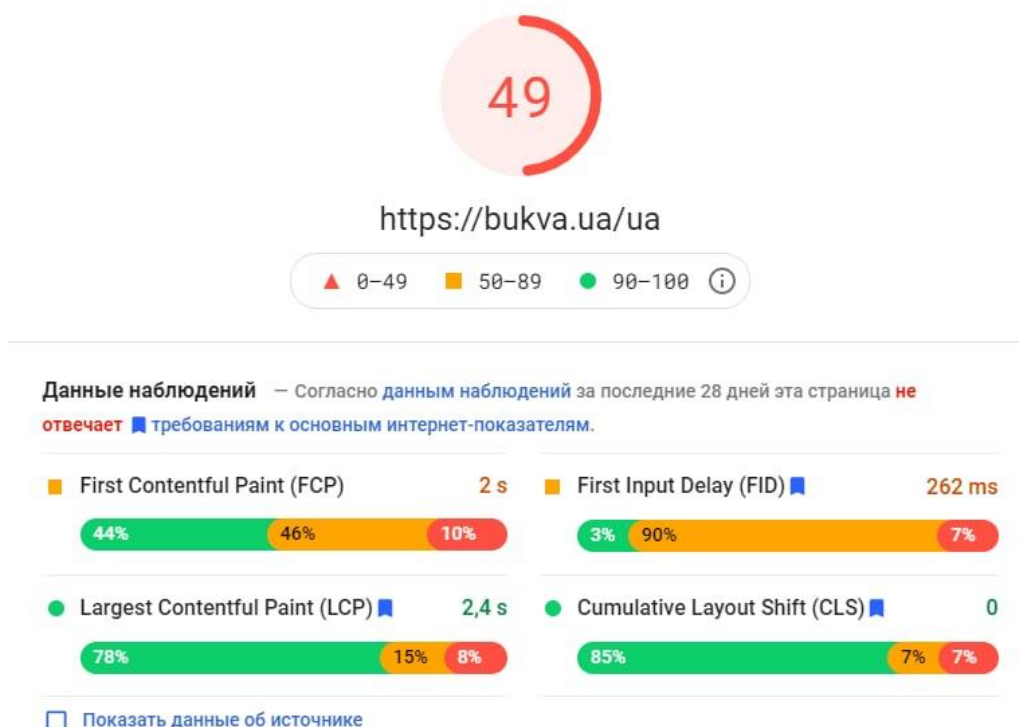 49
https://bukva.ua/ua
0–49 50–89 90–100
Данные наблюдений — Согласно данным наблюдений за последние 28 дней эта страница не
отвечает требованиям к основным интернет-показателям.
First Contentful Paint (FCP) 2 s
44% 46% 10%
First Input Delay (FID) 262 ms
3% 90% 7%
Largest Contentful Paint (LCP) 2,4 s
78% 15% 8%
Cumulative Layout Shift (CLS) 0
85% 7% 7%
Показать данные об источнике